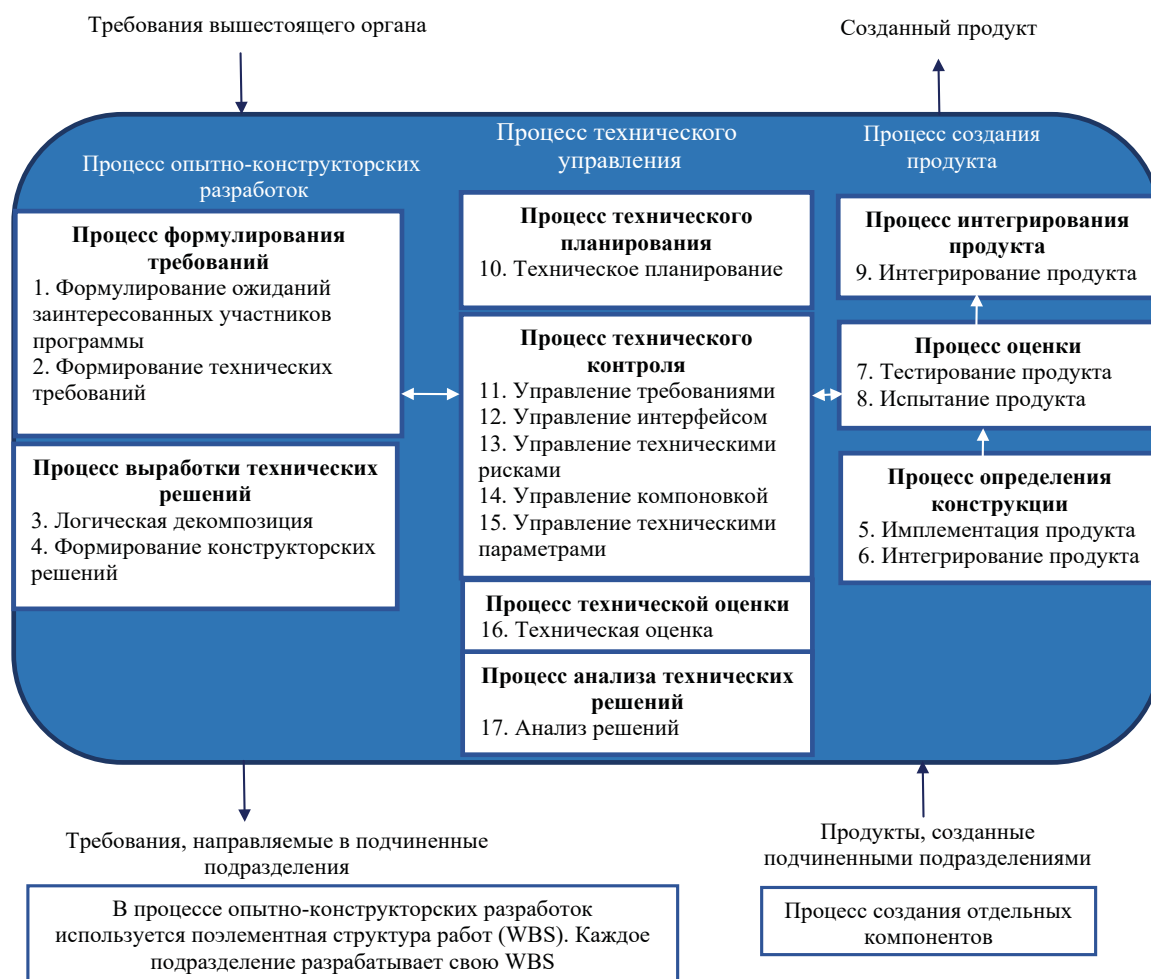 Требования вышестоящего органа
Созданный продукт
Процесс опытно-конструкторских
разработок
Процесс формулирования
требований
1. Формулирование ожиданий
заинтересованных участников
программы
2. Формирование технических
требований
Процесс выработки технических
решений
3. Логическая декомпозиция
4. Формирование конструкторских
решений
Процесс технического
управления
Процесс технического
планирования
10. Техническое планирование
Процесс технического
контроля
11. Управление требованиями
12. Управление интерфейсом
13. Управление техническими
рисками
14. Управление компоновкой
15. Управление техническими
параметрами
Процесс технической оценки
16. Техническая оценка
Процесс анализа технических
решений
17. Анализ решений
Процесс создания
продукта
Процесс интегрирования
продукта
9. Интегрирование продукта
Процесс оценки
7. Тестирование продукта
8. Испытание продукта
Процесс определения
конструкции
5. Имплементация продукта
6. Интегрирование продукта
Требования, направляемые в подчиненные
подразделения
Продукты, созданные
подчиненными подразделениями
В процессе опытно-конструкторских разработок
используется поэлементная структура работ (WBS). Каждое
подразделение разрабатывает свою WBS
Процесс создания отдельных
компонентов